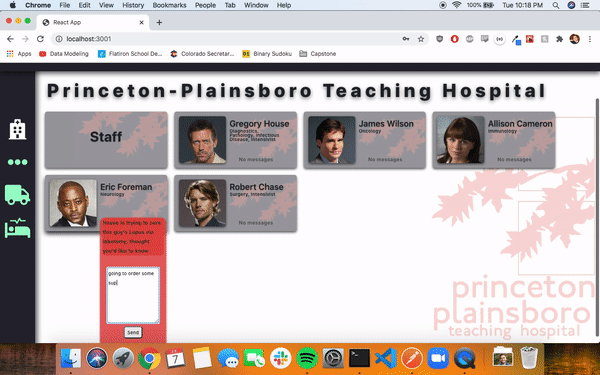 Chrome File Edit View History Bookmarks People Tab Window Help
100% Tue 10:18 PM
React App
localhost:3001
Apps YouTube Data Modeling Flatiron School De... Colorado Secretar... Binary Sudoku Capstone
Princeton-Plainsboro Teaching Hospital
Staff
Gregory House
Diagnostics,
Pathology, Infectious
Disease, Intensivist
No messages
James Wilson
Oncology
No messages
Allison Cameron
Immunology
No messages
Eric Foreman
Neurology
Robert Chase
Surgery, Intensivist
No messages
House is trying to cure
this guy's Lupus via
lobotomy, thought
you'd like to know
going to order some
sup
Send
princeton
plainsboro
teaching hospital
7